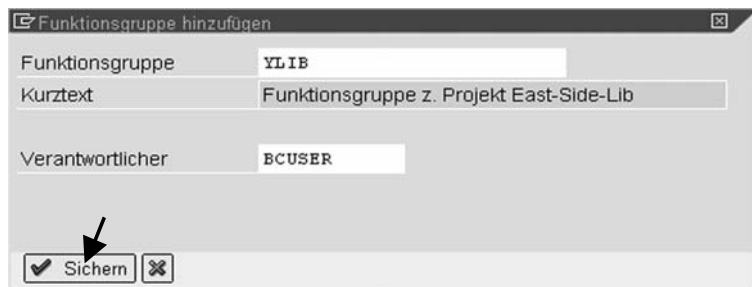 Funktionsgruppe hinzufügen
Funktionsgruppe YLIB
Kurztext Funktionsgruppe z. Projekt East-Side-Lib
Verantwortlicher BCUSER
Sichern